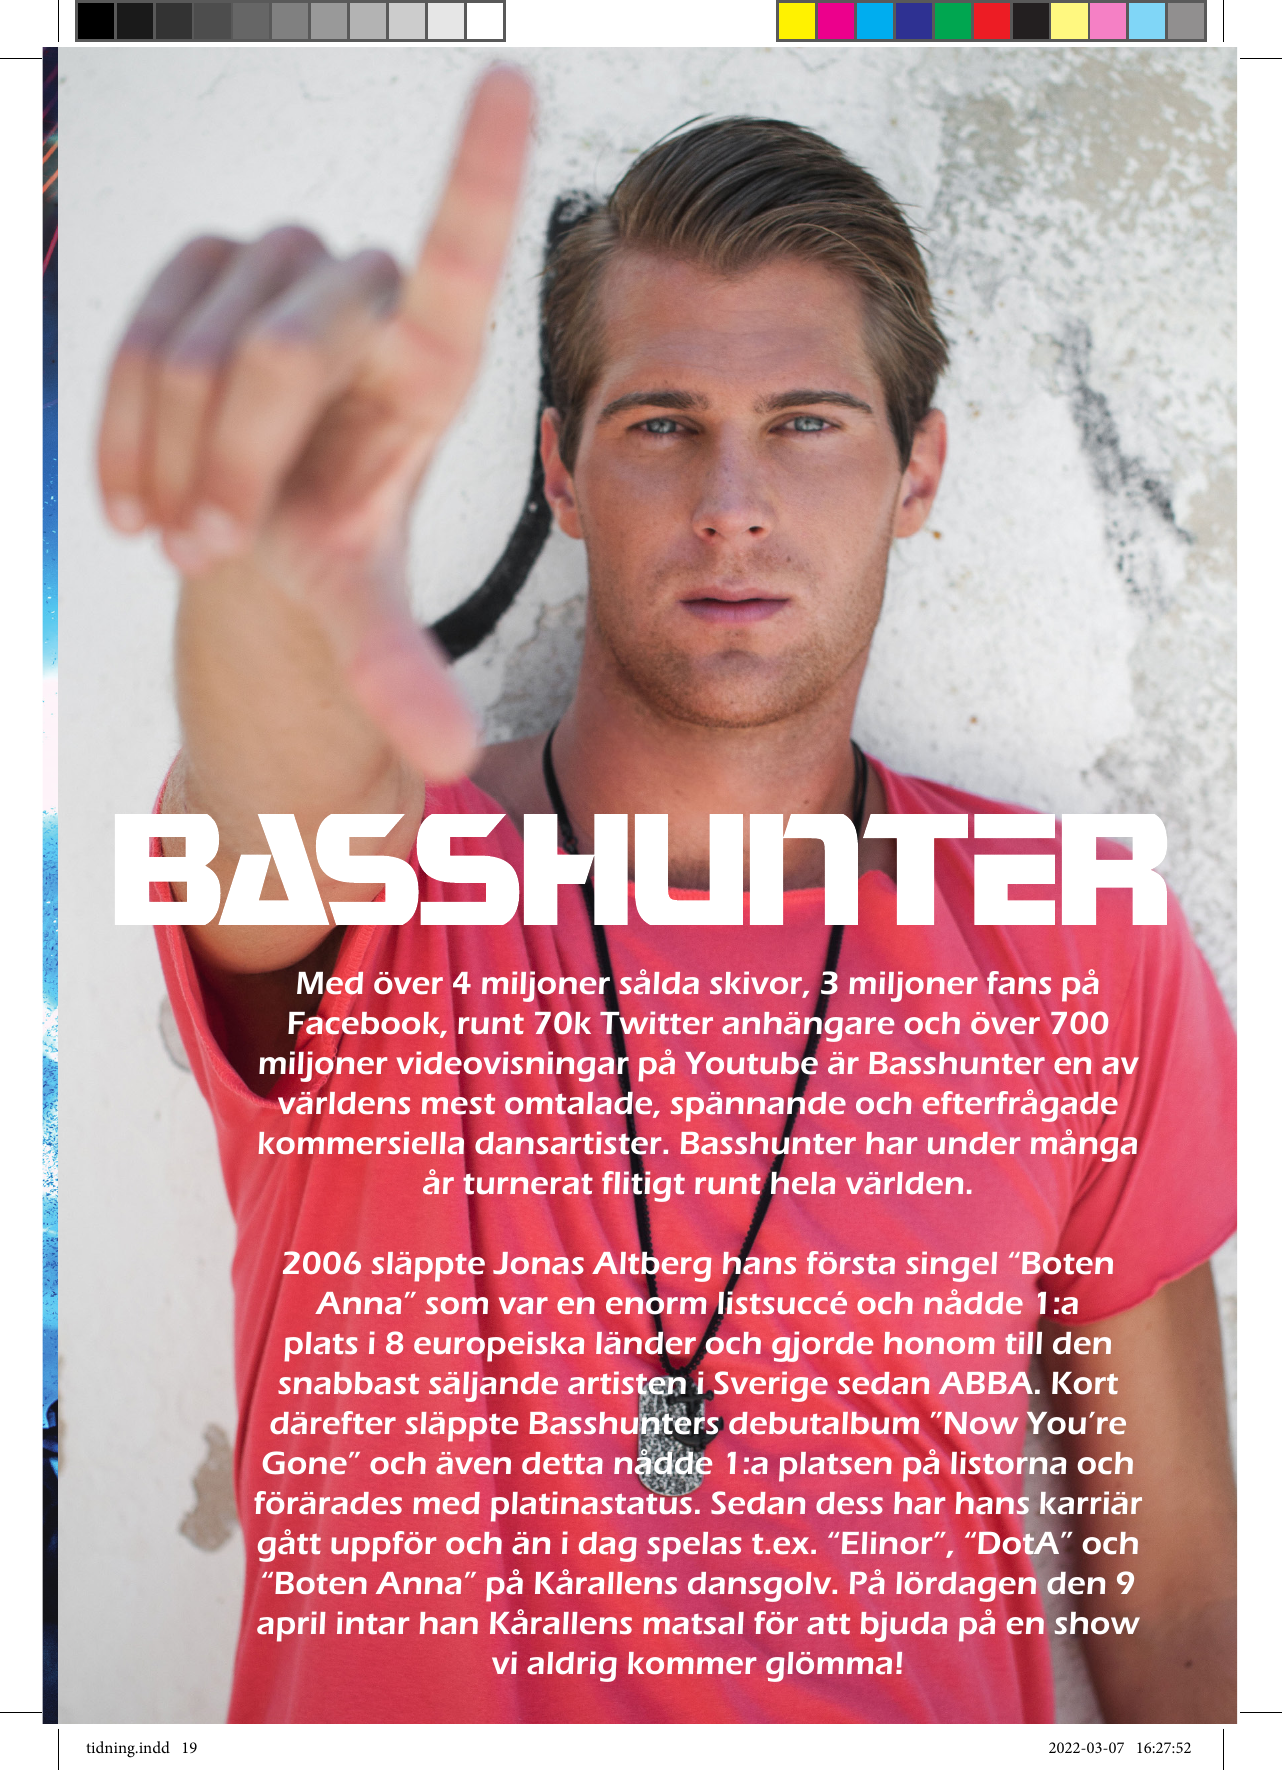 BASSHUNTER
Med över 4 miljoner sålda skivor, 3 miljoner fans på
Facebook, runt 70k Twitter anhängare och över 700
miljoner videovisningar på Youtube är Basshunter en av
världens mest omtalade, spännande och efterfrågade
kommersiella dansartister. Basshunter har under många
år turnerat flitigt runt hela världen.
2006 släppte Jonas Altberg hans första singel “Boten
Anna” som var en enorm listsuccé och nådde 1:a
plats i 8 europeiska länder och gjorde honom till den
snabbast säljande artisten i Sverige sedan ABBA. Kort
därefter släppte Basshunters debutalbum ”Now You’re
Gone” och även detta nådde 1:a platsen på listorna och
förärades med platinastatus. Sedan dess har hans karriär
gått uppför och än i dag spelas t.ex. “Elinor”, “DotA” och
“Boten Anna” på Kårallens dansgolv. På lördagen den 9
april intar han Kårallens matsal för att bjuda på en show
vi aldrig kommer glömma!
tidning.indd 19
2022-03-07 16:27:52